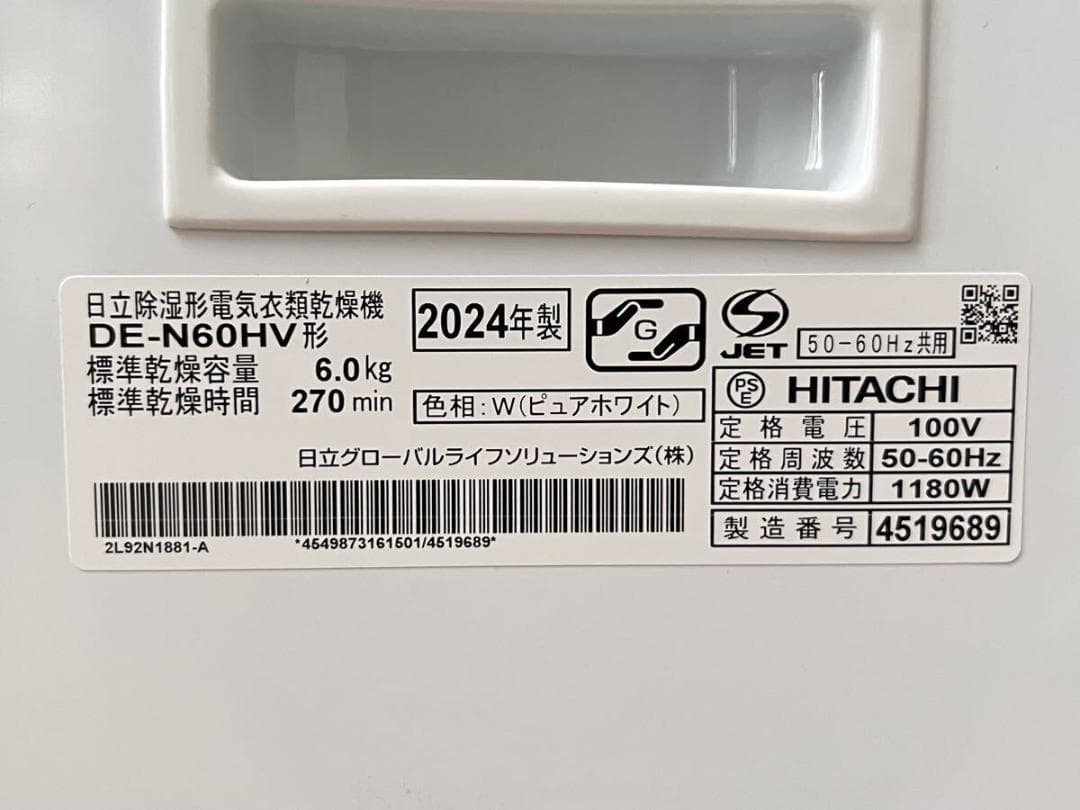 日立除湿形電気衣類乾燥機
DE-N60HV形
標準乾燥容量 6.0kg
標準乾燥時間 270 min
2024年製
G
JET
50-60Hz共用
色相:W(ピュアホワイト)
日立グローバルライフソリューションズ(株)
2L92N1881-A
*4549873161501/4519689*
PSE HITACHI
定格電圧 100V
定格周波数 50-60Hz
定格消費電力 1180W
製造番号 4519689